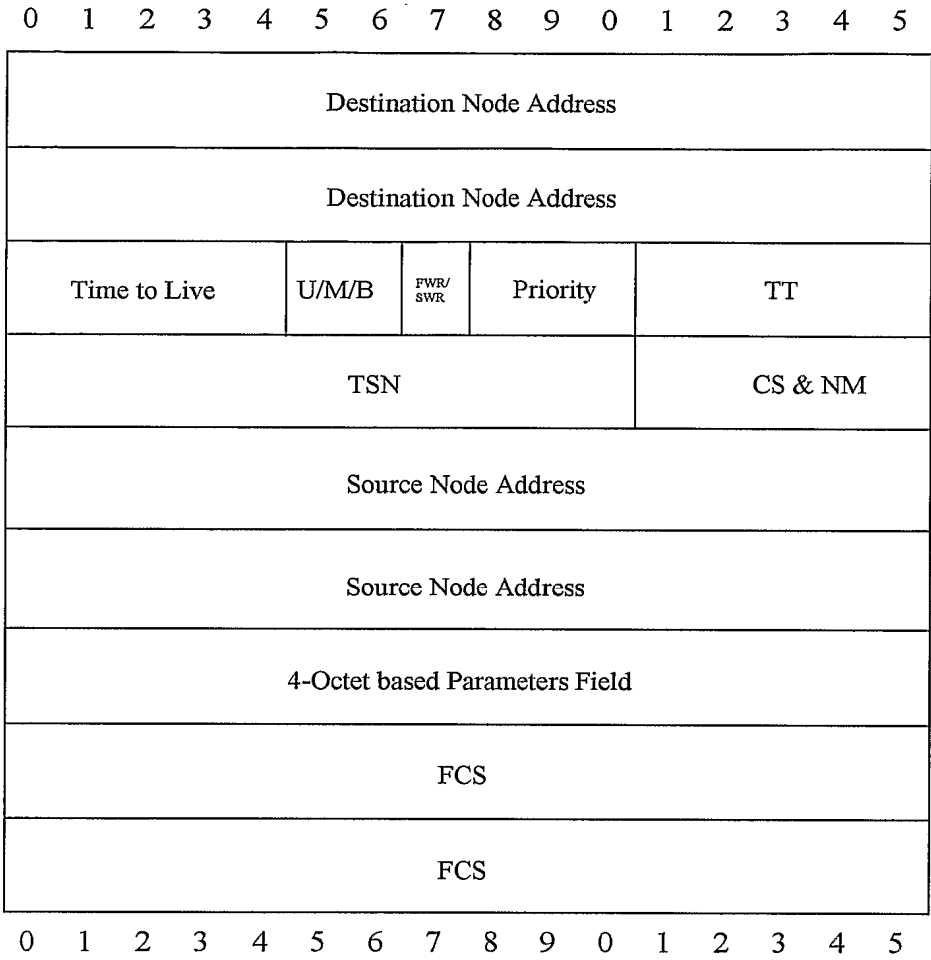 0 1 2 3 4 5 6 7 8 9 0 1 2 3 4 5
Destination Node Address
Destination Node Address
Time to Live U/M/B FWR/ SWR Priority TT
TSN CS & NM
Source Node Address
Source Node Address
4-Octet based Parameters Field
FCS
FCS
0 1 2 3 4 5 6 7 8 9 0 1 2 3 4 5